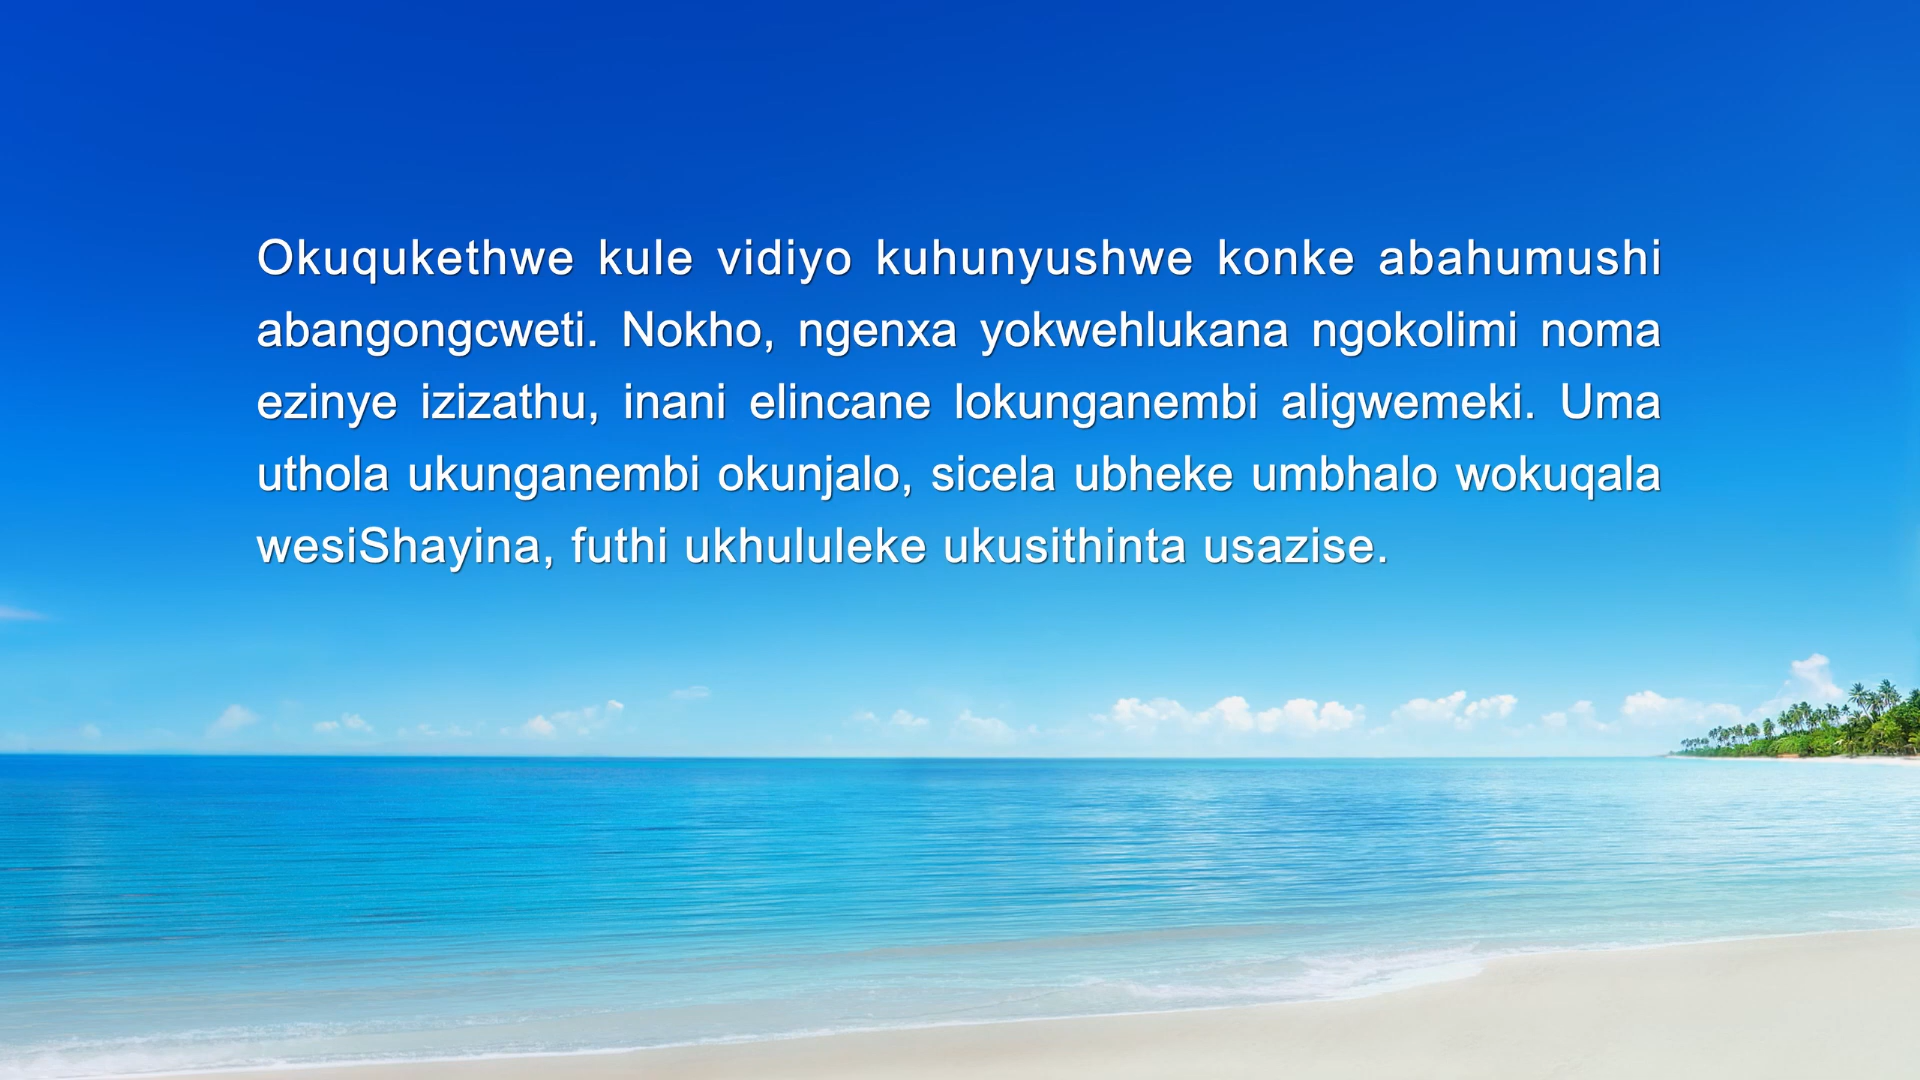 Okuqukethwe kule vidiyo kuhunyushwe konke abahumushi
abangongcweti. Nokho, ngenxa yokwehlukana ngokolimi noma
ezinye izizathu, inani elincane lokunganembi aligwemeki. Uma
uthola ukunganembi okunjalo, sicela ubheke umbhalo wokuqala
wesiShayina, futhi ukhululeke ukusithinta usazise.